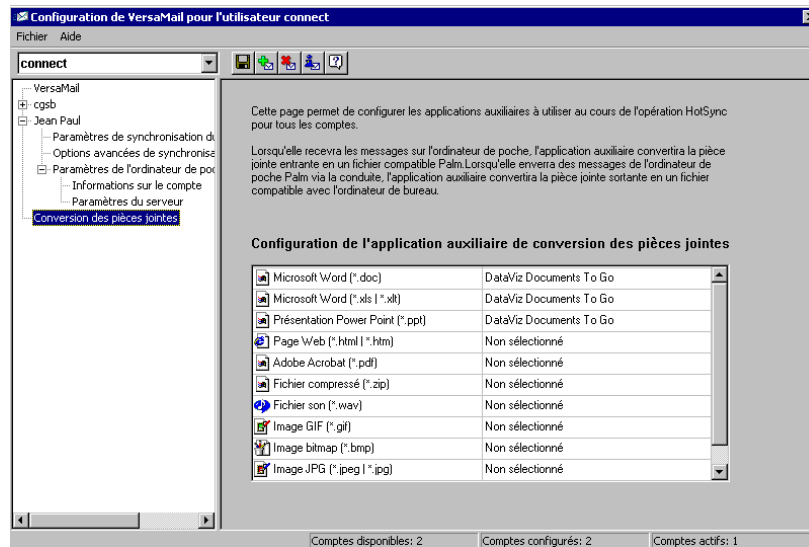 Configuration de VersaMail pour l'utilisateur connect
Fichier Aide
connect
VersaMail
cgsb
Jean Paul
Paramètres de synchronisation du
Options avancées de synchronisa
Paramètres de l'ordinateur de poc
Informations sur le compte
Paramètres du serveur
Conversion des pièces jointes
Cette page permet de configurer les applications auxiliaires à utiliser au cours de l'opération HotSync
pour tous les comptes.
Lorsqu'elle recevra les messages sur l'ordinateur de poche, l'application auxiliaire convertira la pièce
jointe entrante en un fichier compatible Palm.Lorsqu'elle enverra des messages de l'ordinateur de
poche Palm via la conduite, l'application auxiliaire convertira la pièce jointe sortante en un fichier
compatible avec l'ordinateur de bureau.
Configuration de l'application auxiliaire de conversion des pièces jointes
Microsoft Word (*.doc) DataViz Documents To Go
Microsoft Word (*.xls | *.xlt) DataViz Documents To Go
Présentation Power Point (*.ppt) DataViz Documents To Go
Page Web (*.html | *.htm) Non sélectionné
Adobe Acrobat (*.pdf) Non sélectionné
Fichier compressé (*.zip) Non sélectionné
Fichier son (*.wav) Non sélectionné
Image GIF (*.gif) Non sélectionné
Image bitmap (*.bmp) Non sélectionné
Image JPG (*.jpeg | *.jpg) Non sélectionné
Comptes disponibles: 2 Comptes configurés: 2 Comptes actifs: 1